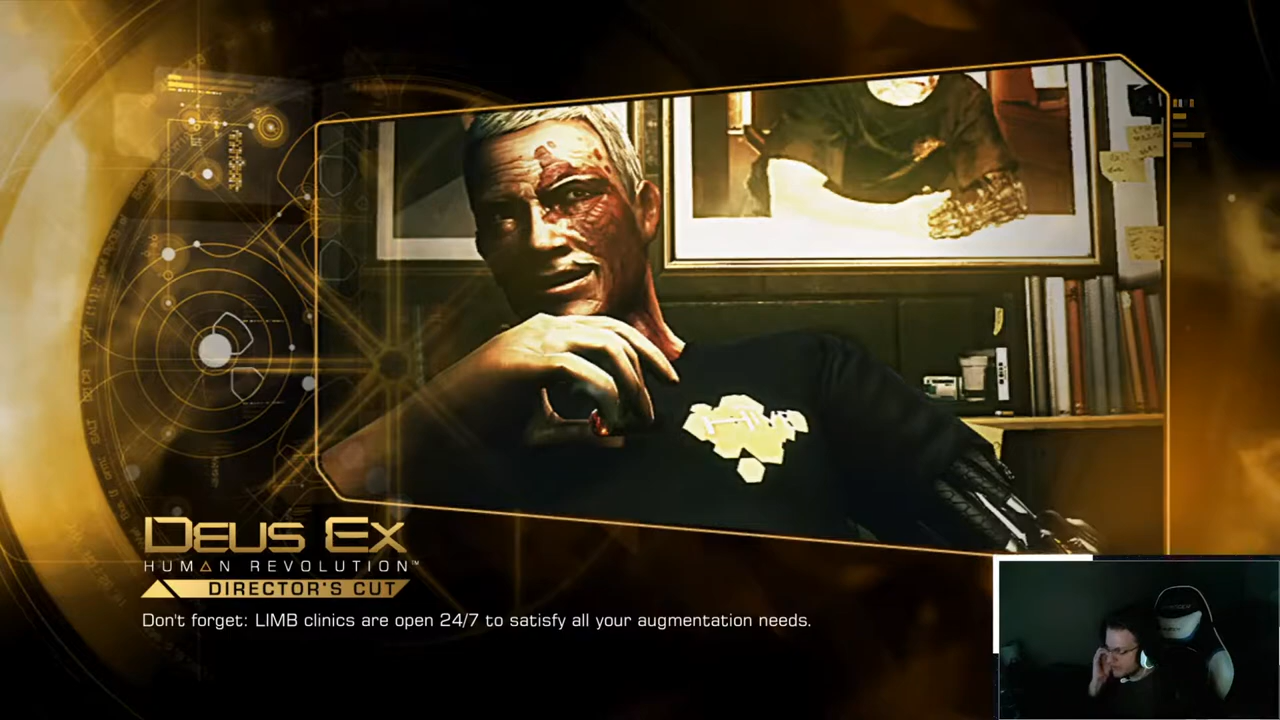 DEUS EX
HUMAN REVOLUTION™
DIRECTOR'S CUT
Don't forget: LIMB clinics are open 24/7 to satisfy all your augmentation needs.